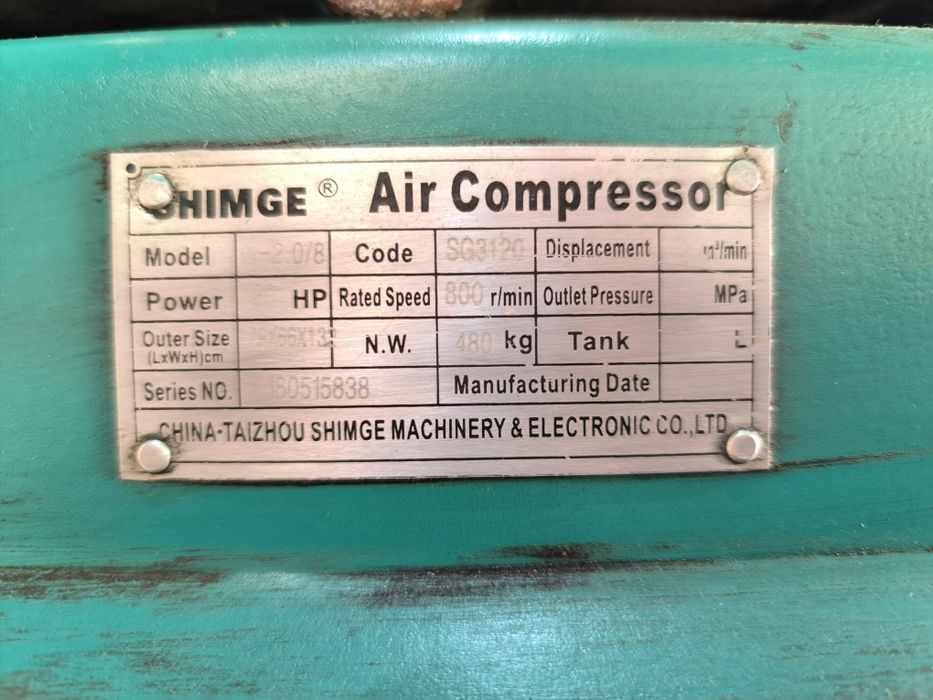 SHIMGE ® Air Compressor
Model -2.0/8 Code SG3120 Displacement m³/min
Power HP Rated Speed 800 r/min Outlet Pressure MPa
Outer Size (LxWxH)cm N.W. 480 kg Tank L
Series NO. 180515838 Manufacturing Date
CHINA-TAIZHOU SHIMGE MACHINERY & ELECTRONIC CO.,LTD